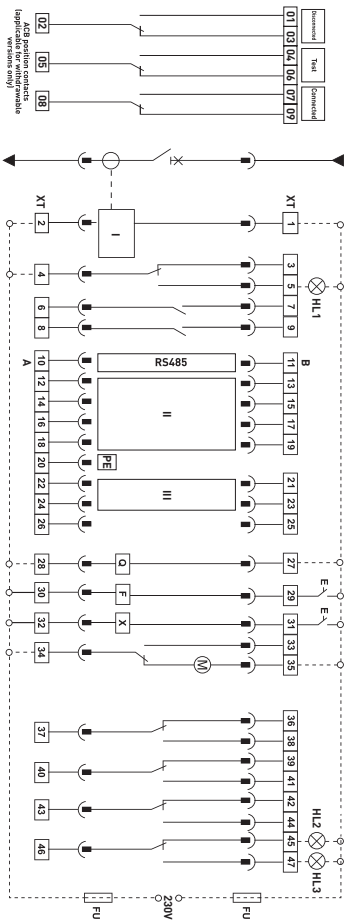 Disconnected
Test
Connected
01
03
04
06
07
09
02
05
08
ACB position contacts
(applicable for withdrawable
versions only)
XT
XT
1
2
I
3
5
HL1
4
7
6
9
8
B
A
RS485
11
10
13
12
15
14
17
16
19
18
II
PE
20
21
22
23
24
25
26
III
27
Q
28
E
29
F
30
E
31
X
32
33
35
M
34
36
38
37
39
41
40
42
44
43
HL2
45
47
46
HL3
FU
230V
FU